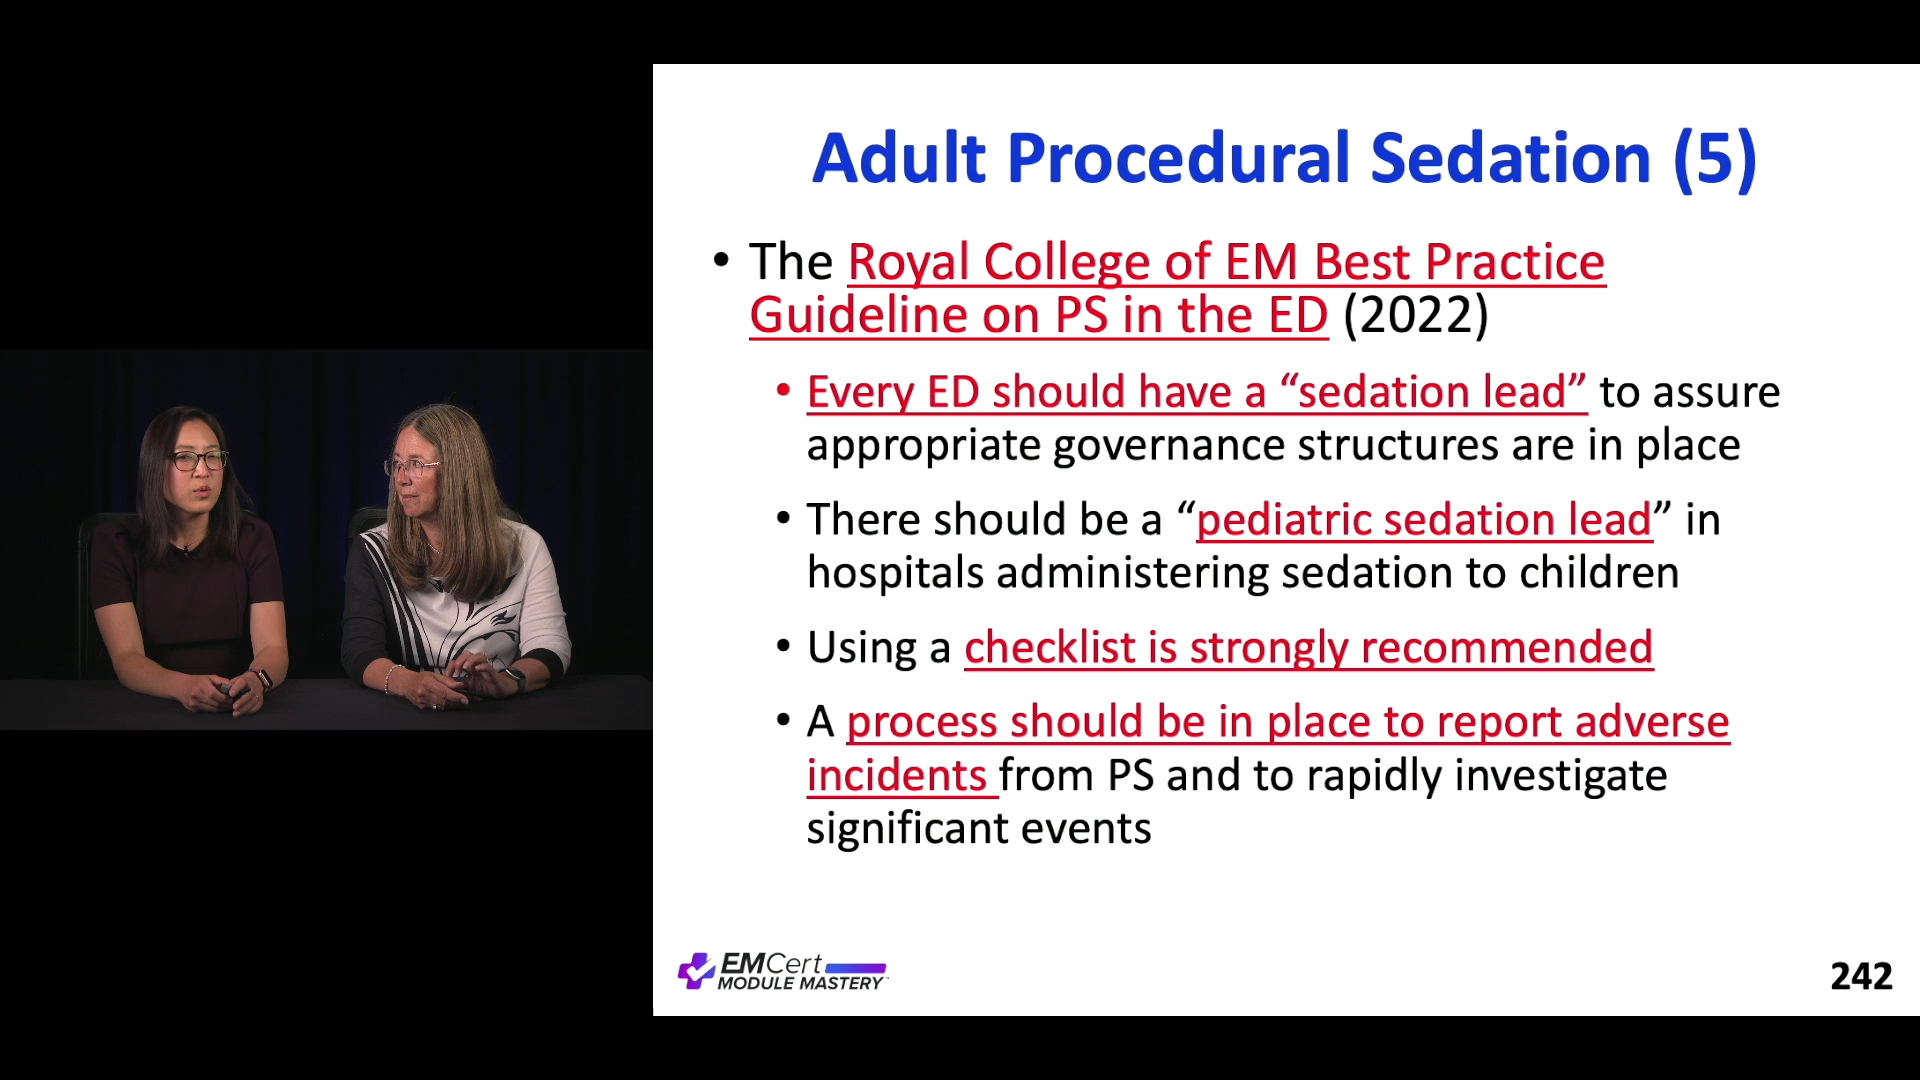 Adult Procedural Sedation (5)
• The Royal College of EM Best Practice
Guideline on PS in the ED (2022)
• Every ED should have a “sedation lead” to assure
appropriate governance structures are in place
• There should be a “pediatric sedation lead” in
hospitals administering sedation to children
• Using a checklist is strongly recommended
• A process should be in place to report adverse
incidents from PS and to rapidly investigate
significant events
EMCert
MODULE MASTERY
242